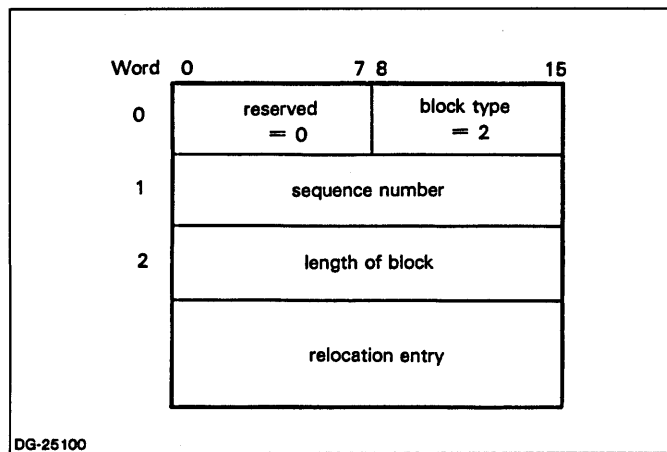 Word 0 7 8 15
0 reserved block type
= 0 = 2
1 sequence number
2 length of block
relocation entry
DG-25100